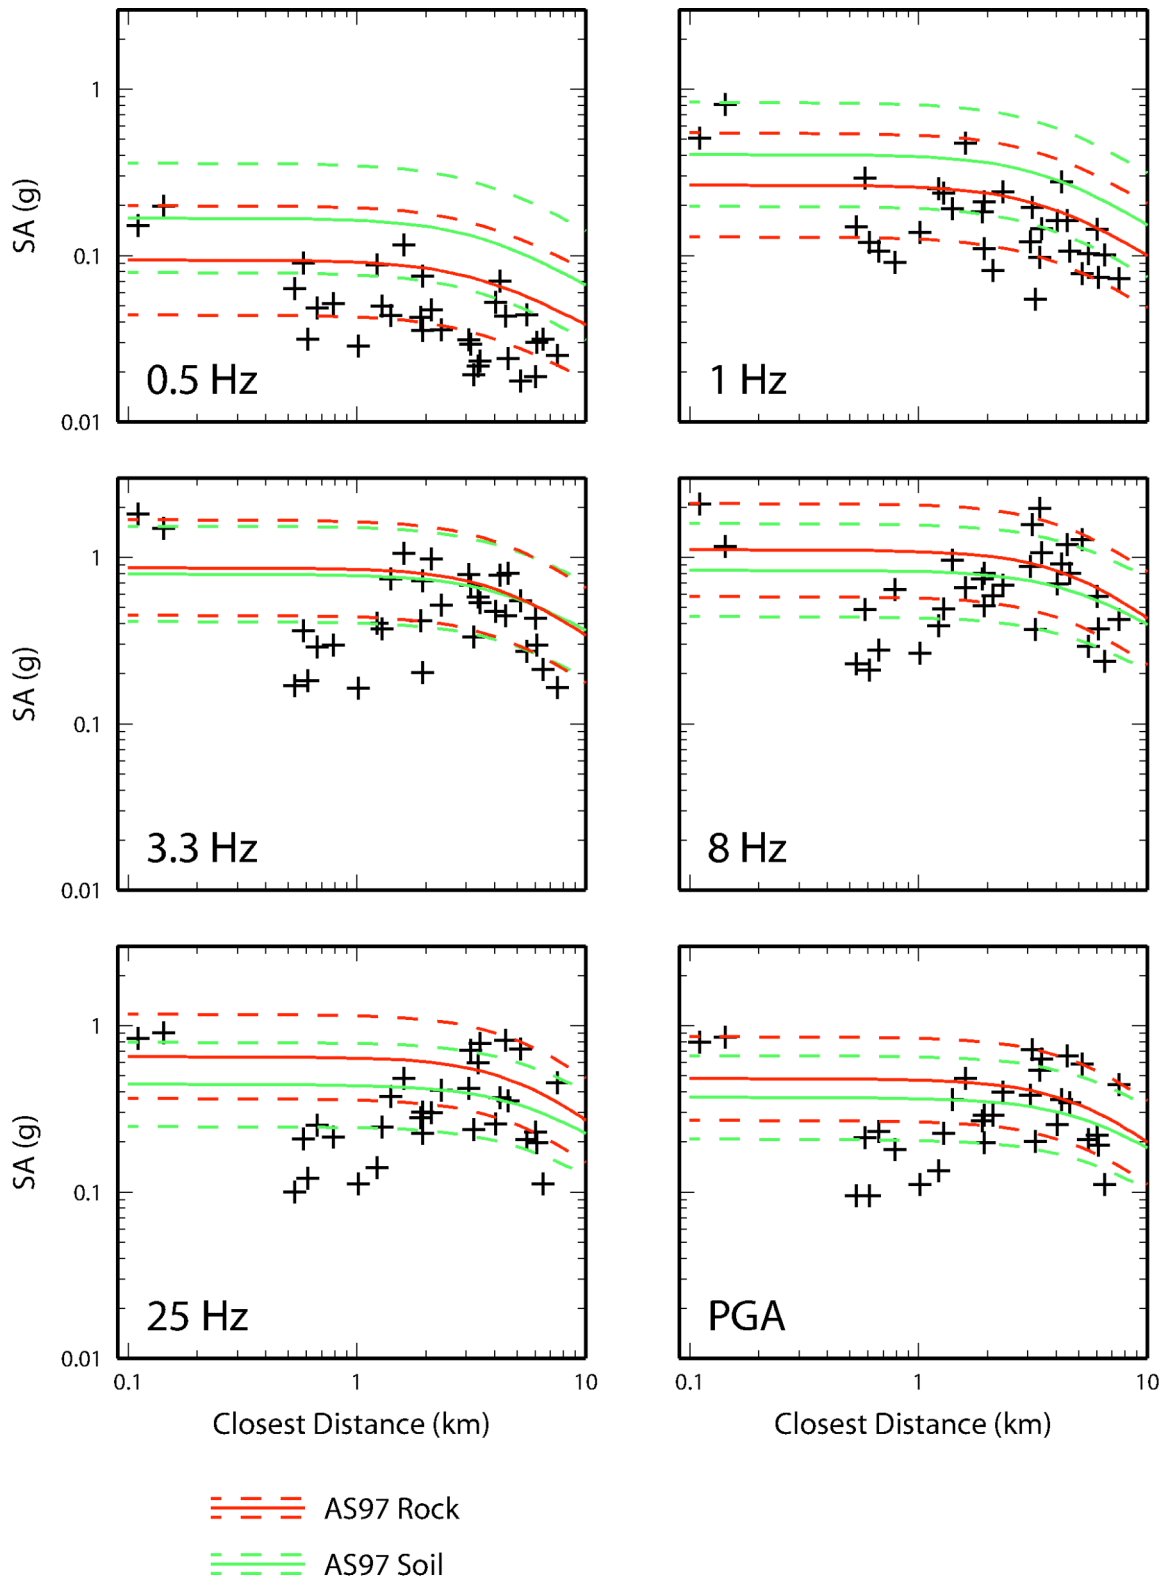 1
0.1
0.01
SA (g)
0.5 Hz
1 Hz
1
0.1
0.01
SA (g)
3.3 Hz
8 Hz
1
0.1
0.01
SA (g)
25 Hz
PGA
0.1 1 10
0.1 1 10
Closest Distance (km)
Closest Distance (km)
AS97 Rock
AS97 Soil